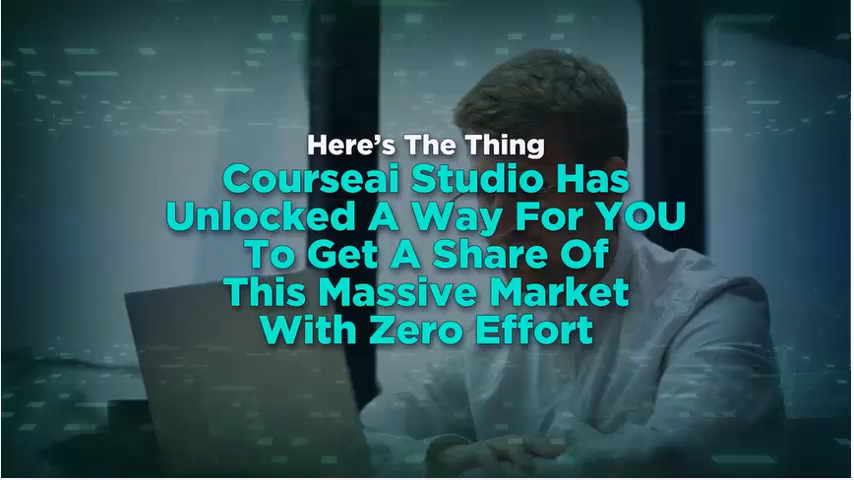 Here's The Thing
Courseai Studio Has
Unlocked A Way For YOU
To Get A Share Of
This Massive Market
With Zero Effort